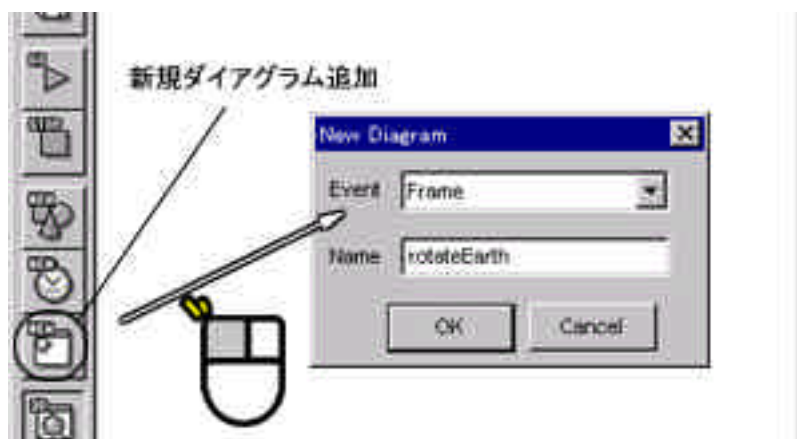 新規ダイアグラム追加
New Diagram
Event Frame
Name rotateEarth
OK Cancel